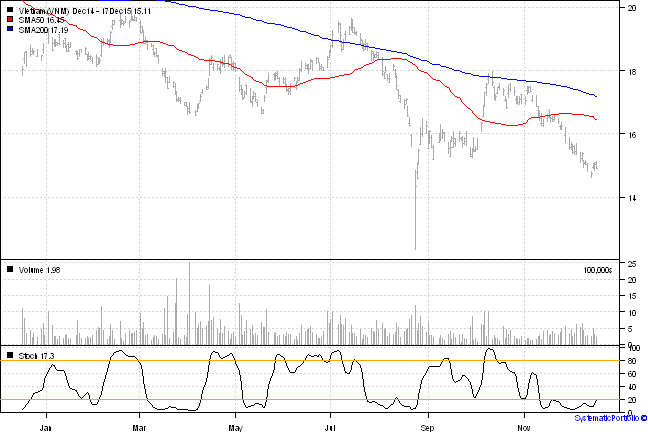 Vietnam (VNM) Dec14 - 17Dec15 15.11
SMA50 16.45
SMA200 17.19
20
18
16
14
Volume 1.98
100,000s
25
20
15
10
5
Stoch 17.3
100
80
60
40
20
0
Jan Mar May Jul Sep Nov
SystematicPortfolio ©